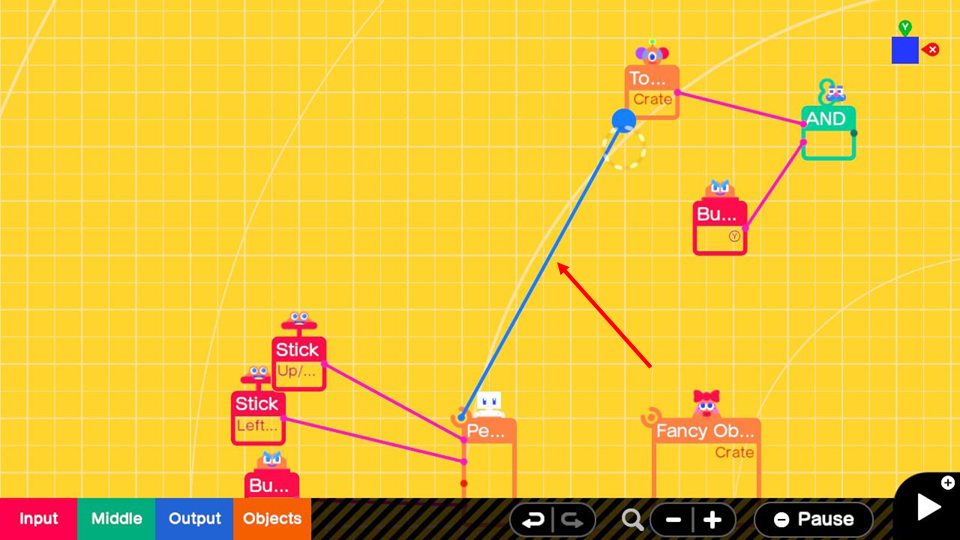 Y
X
To...
Crate
AND
Bu...
Y
Stick
Up/...
Stick
Left...
Bu...
Pe...
Fancy Ob...
Crate
Input
Middle
Output
Objects
Pause